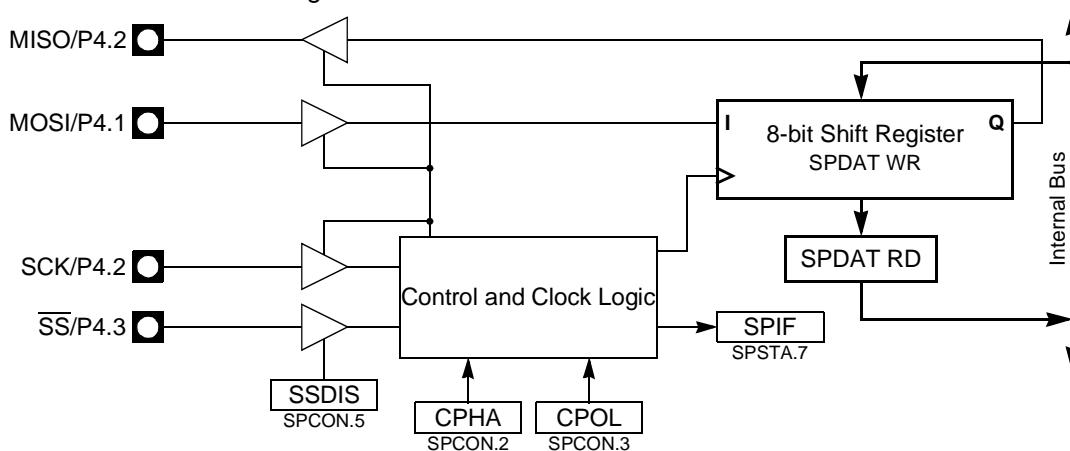 MISO/P4.2
MOSI/P4.1
I
8-bit Shift Register
Q
SPDAT WR
Internal Bus
SCK/P4.2
SPDAT RD
Control and Clock Logic
SS/P4.3
SPIF
SPSTA.7
SSDIS
SPCON.5
CPHA
SPCON.2
CPOL
SPCON.3